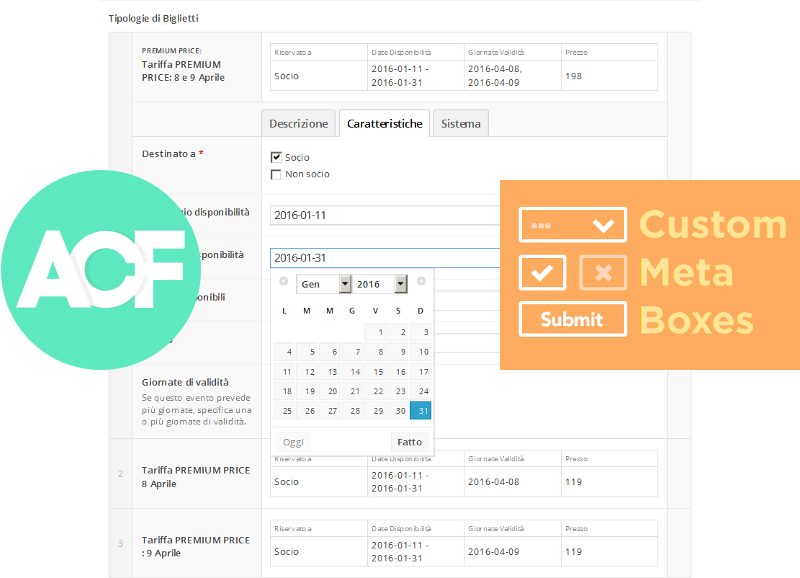 Tipologie di Biglietti
PREMIUM PRICE:
Tariffa PREMIUM
PRICE: 8 e 9 Aprile
Riservato a Date Disponibilità Giornate Validità Prezzo
Socio 2016-01-11 - 2016-04-08, 198
2016-01-31 2016-04-09
Descrizione Caratteristiche Sistema
Destinato a *
Socio
Non socio
disponibilità
2016-01-11
2016-01-31
ACF
Gen 2016
L M M G V S D
1 2 3
4 5 6 7 8 9 10
11 12 13 14 15 16 17
18 19 20 21 22 23 24
25 26 27 28 29 30 31
Oggi Fatto
Custom
Meta
Submit Boxes
Giornate di validità
Se questo evento prevede
più giornate, specifica una
o più giornate di validità.
2
Tariffa PREMIUM PRICE
8 Aprile
Riservato a Date Disponibilità Giornate Validità Prezzo
Socio 2016-01-11 - 2016-04-08 119
2016-01-31
3
Tariffa PREMIUM PRICE
: 9 Aprile
Riservato a Date Disponibilità Giornate Validità Prezzo
Socio 2016-01-11 - 2016-04-09 119
2016-01-31